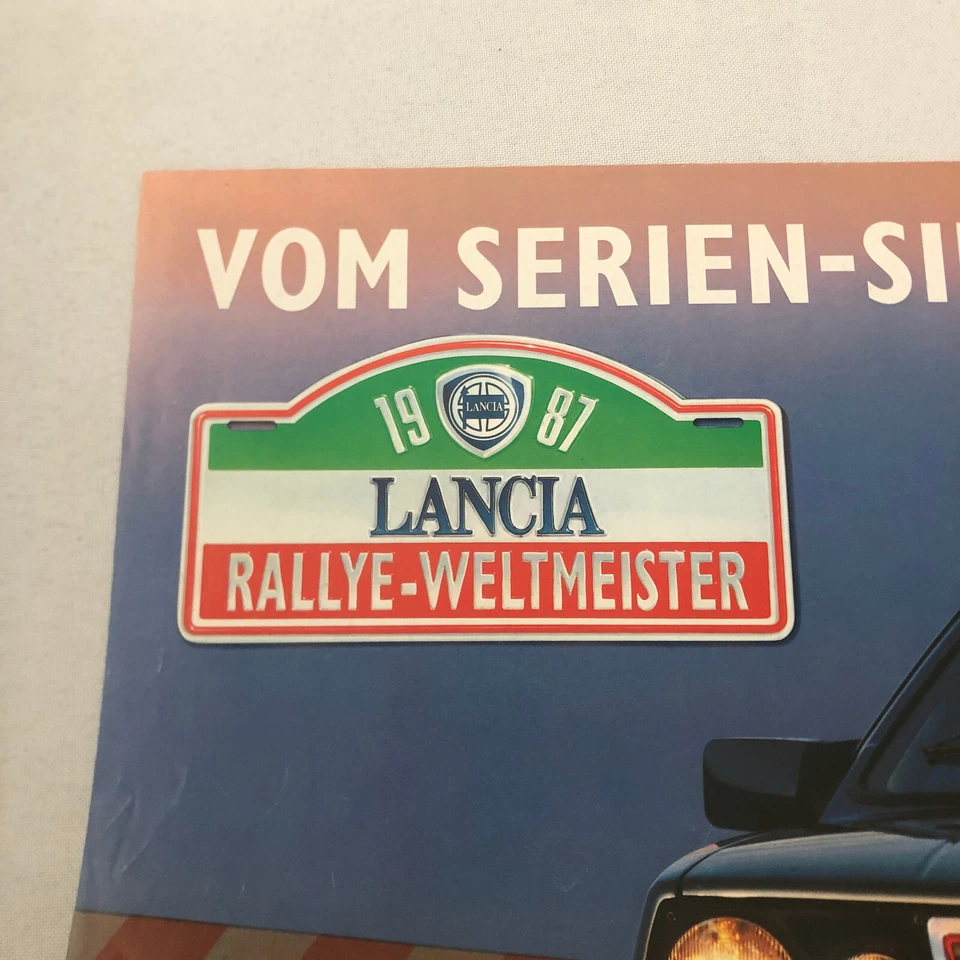 VOM SERIEN-SI
19 LANCIA 87
LANCIA
RALLYE-WELTMEISTER